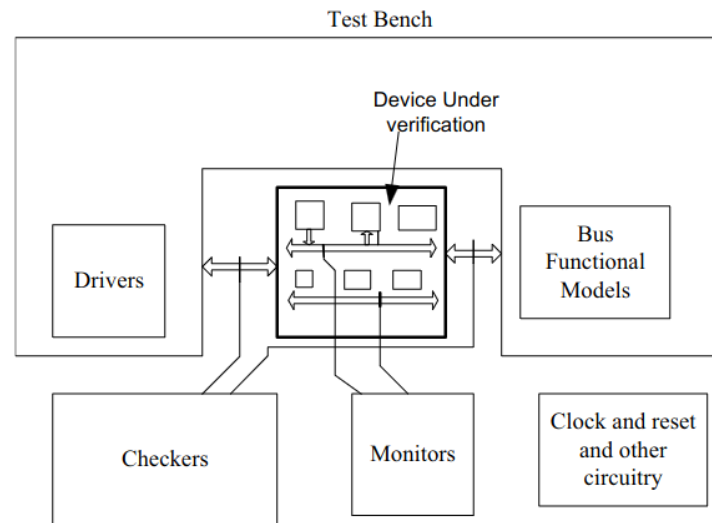 Test Bench
Device Under
verification
Drivers
Bus
Functional
Models
Checkers
Monitors
Clock and reset
and other
circuitry